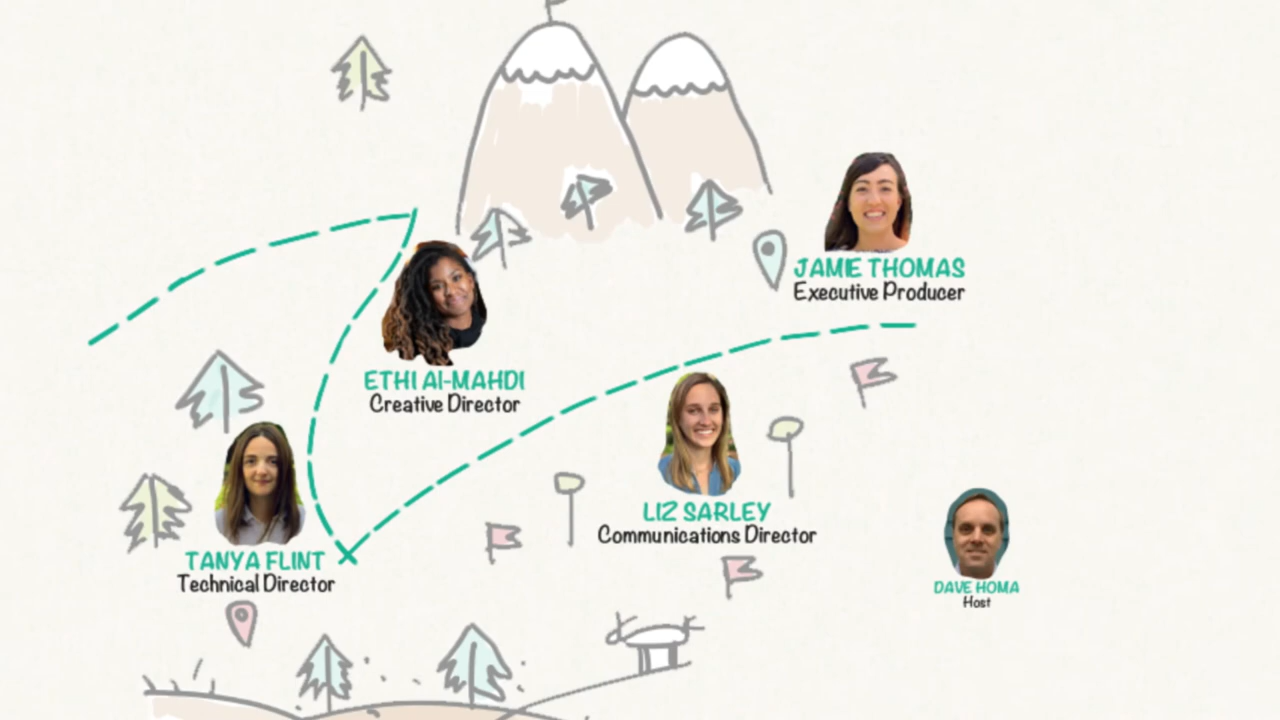 JAMIE THOMAS
Executive Producer
ETHI Al-MAHDI
Creative Director
LIZ SARLEY
Communications Director
TANYA FLINT
Technical Director
DAVE HOMA
Host